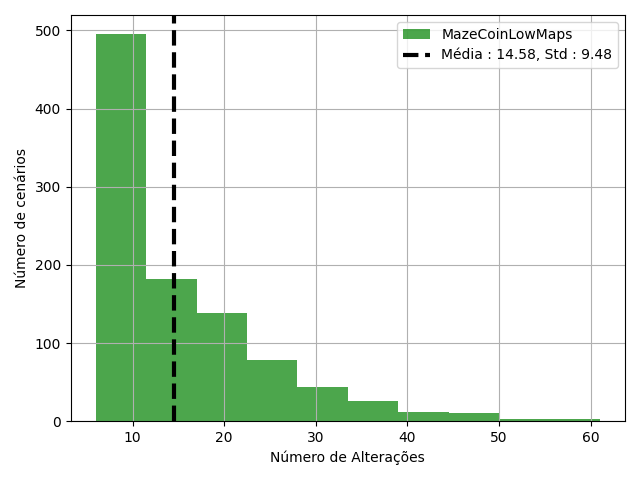 MazeCoinLowMaps
Média : 14.58, Std : 9.48
500
400
300
200
100
0
Número de cenários
10 20 30 40 50 60
Número de Alterações